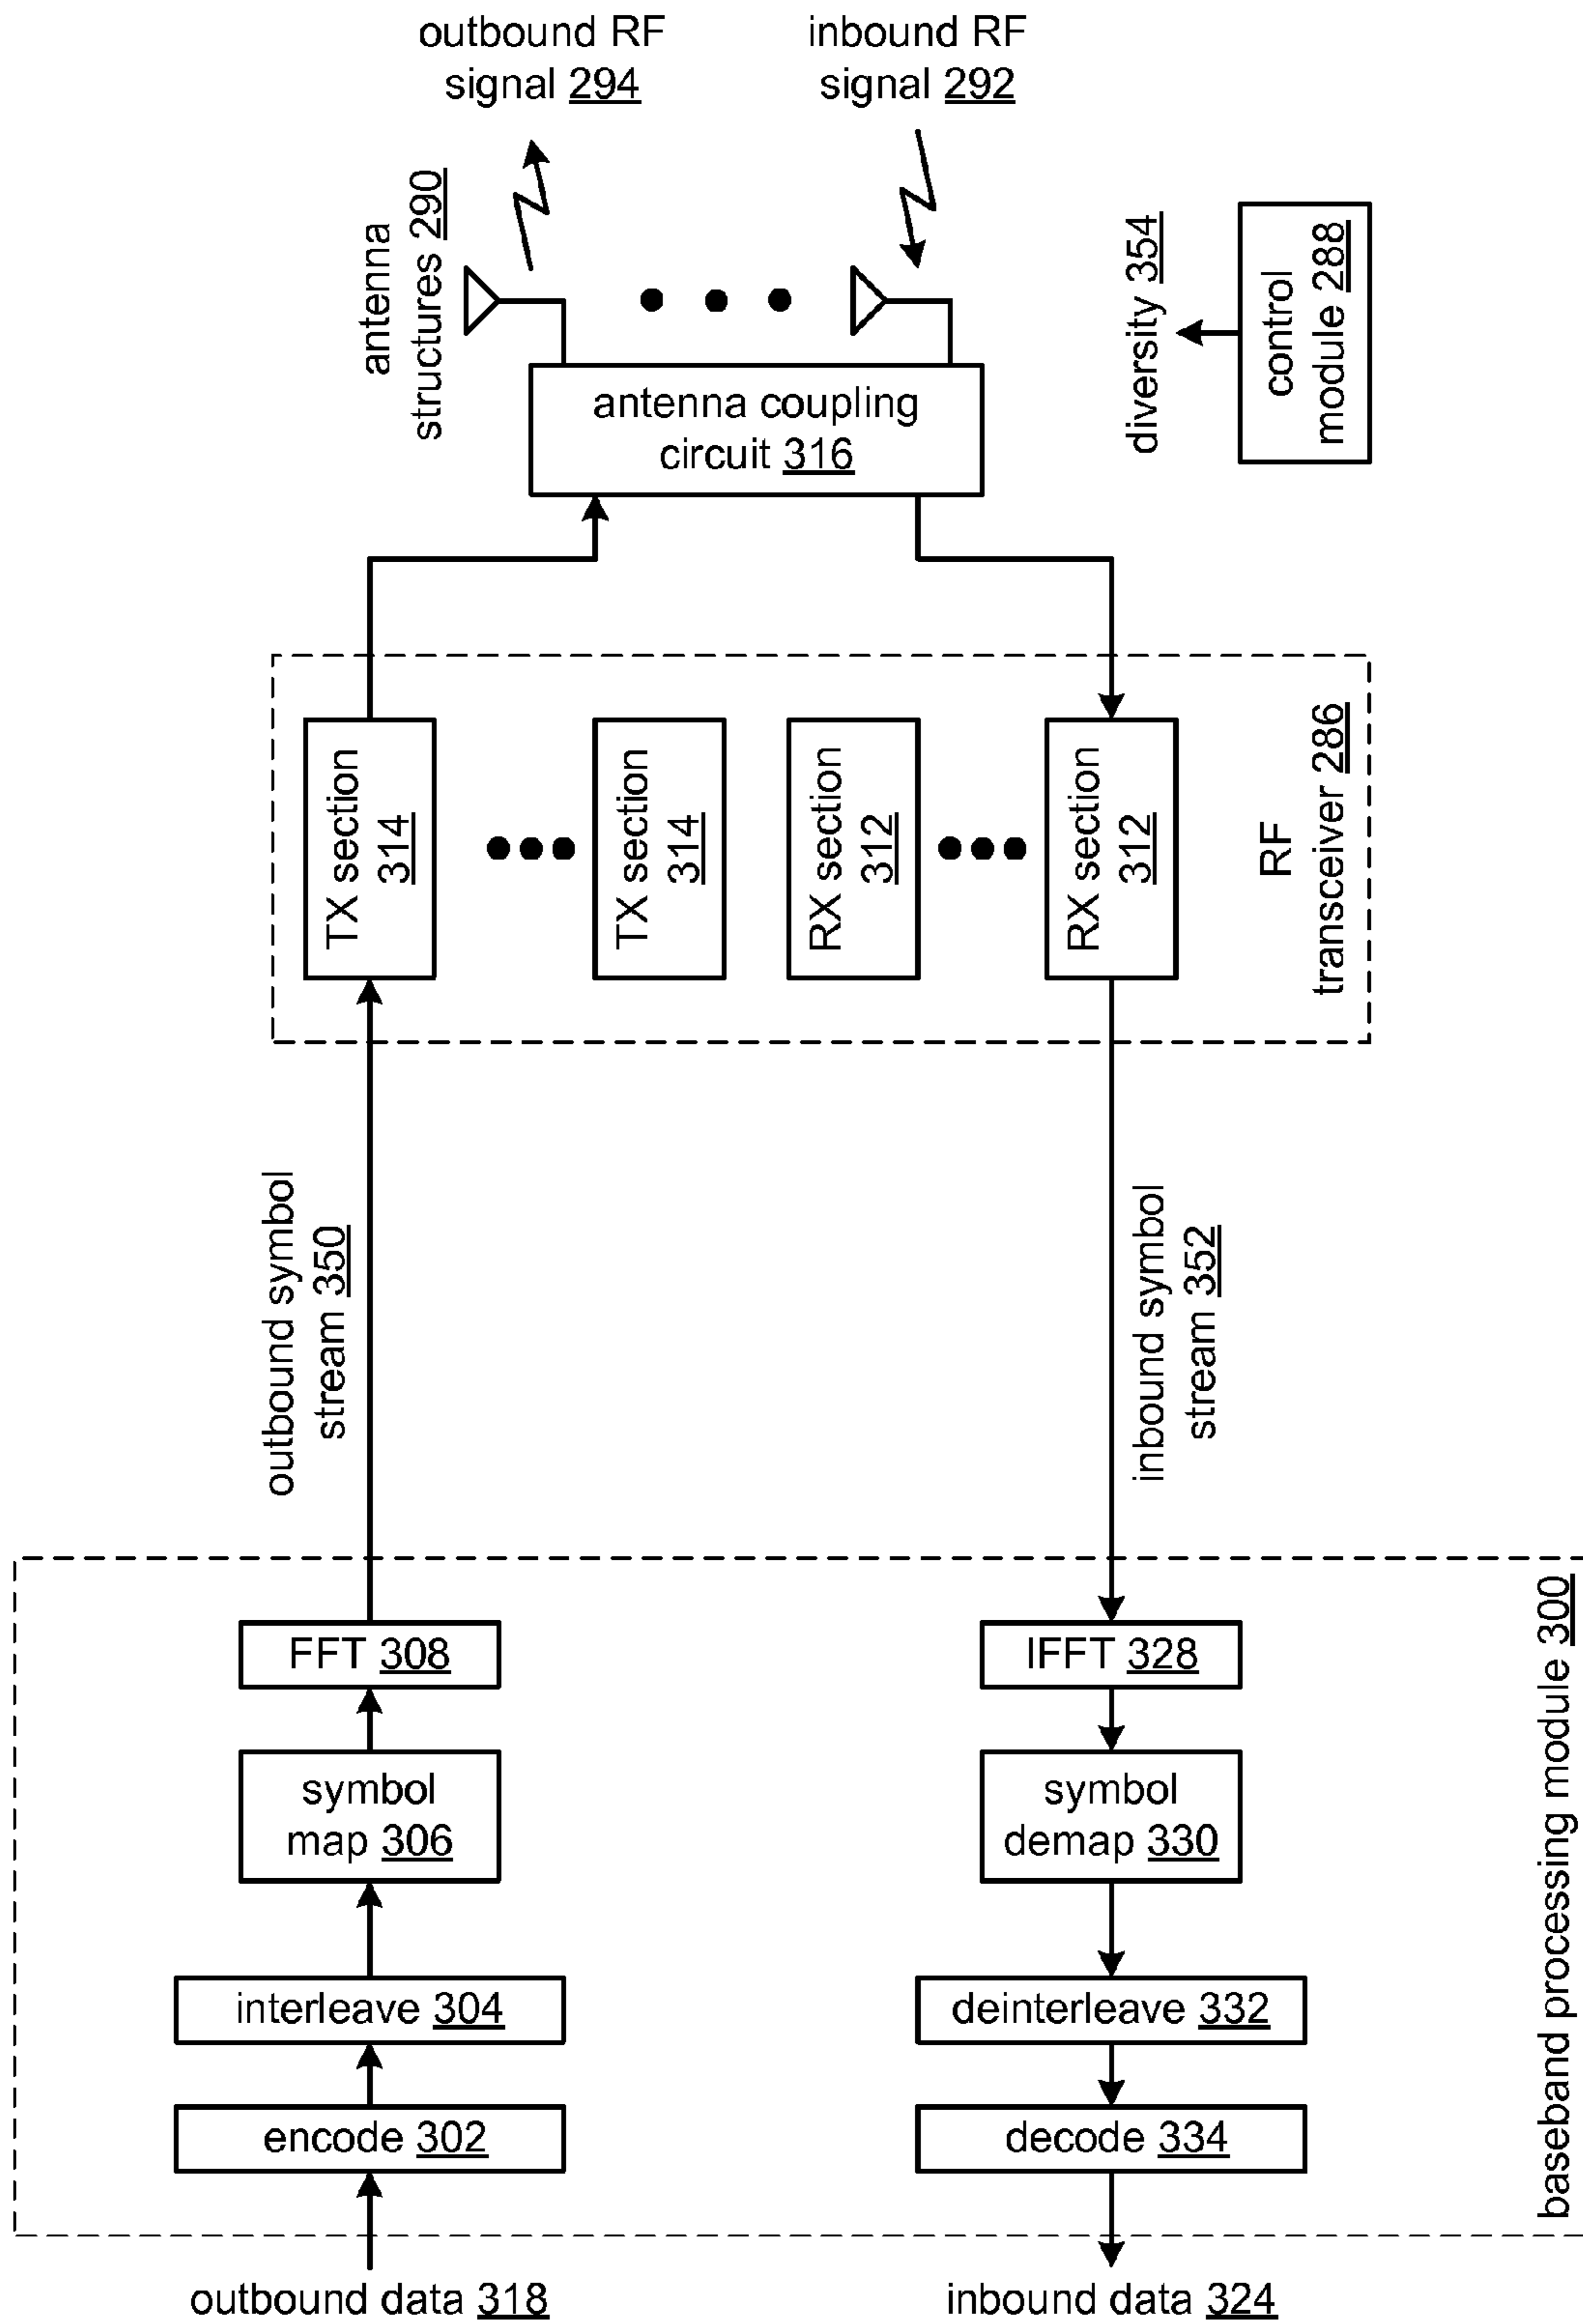 outbound RF
signal 294
inbound RF
signal 292
antenna
structures 290
diversity 354
control
module 288
antenna coupling
circuit 316
TX section
314
TX section
314
RX section
312
RX section
312
RF
transceiver 286
outbound symbol
stream 350
inbound symbol
stream 352
FFT 308
IFFT 328
symbol
map 306
symbol
demap 330
interleave 304
deinterleave 332
encode 302
decode 334
baseband processing module 300
outbound data 318
inbound data 324